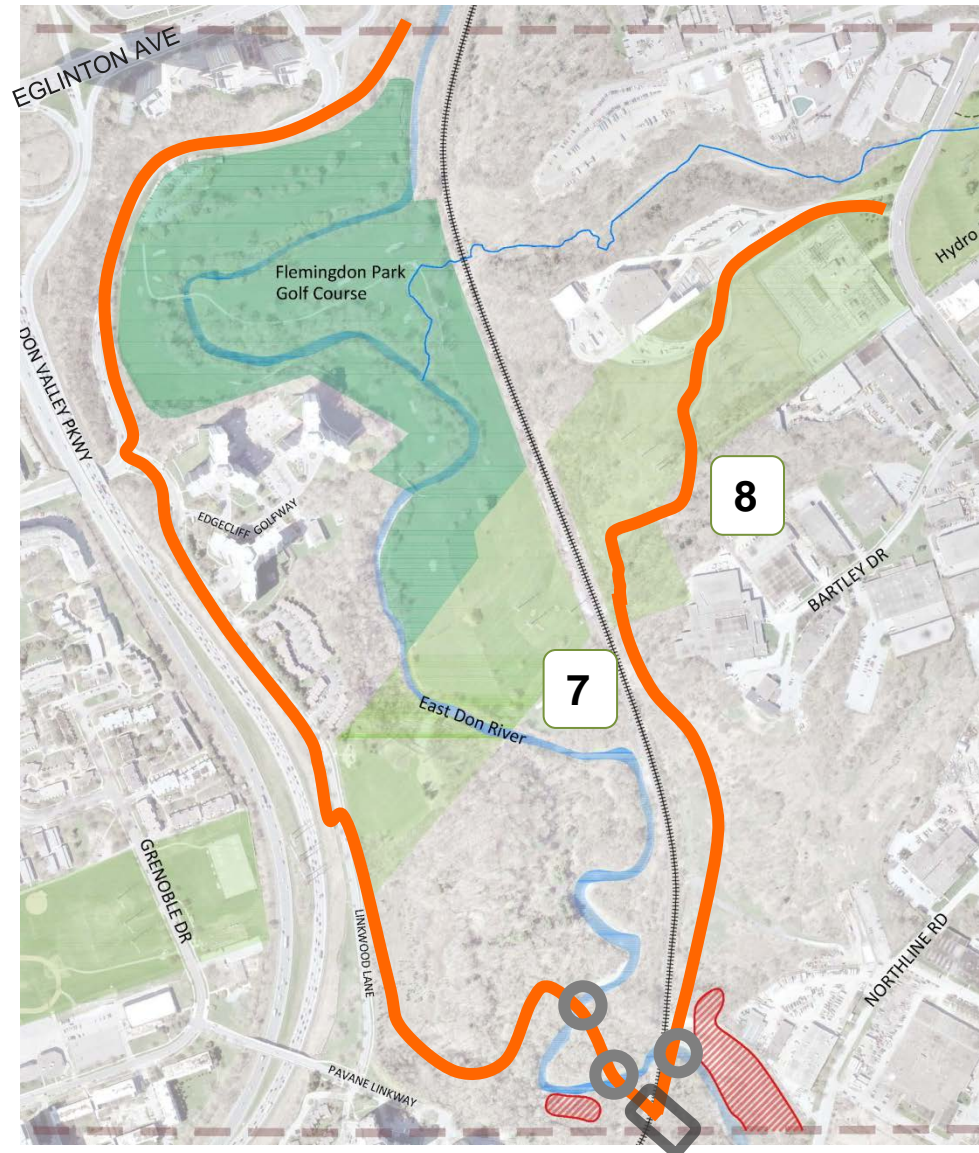 EGLINTON AVE
Hydro
Flemingdon Park
Golf Course
DON VALLEY PKWY
8
EDGECLIFF GOLFWAY
BARTLEY DR
7
East Don River
GRENOBLE DR
LINKWOOD LANE
NORTHLINE RD
PAVANE LINKWAY